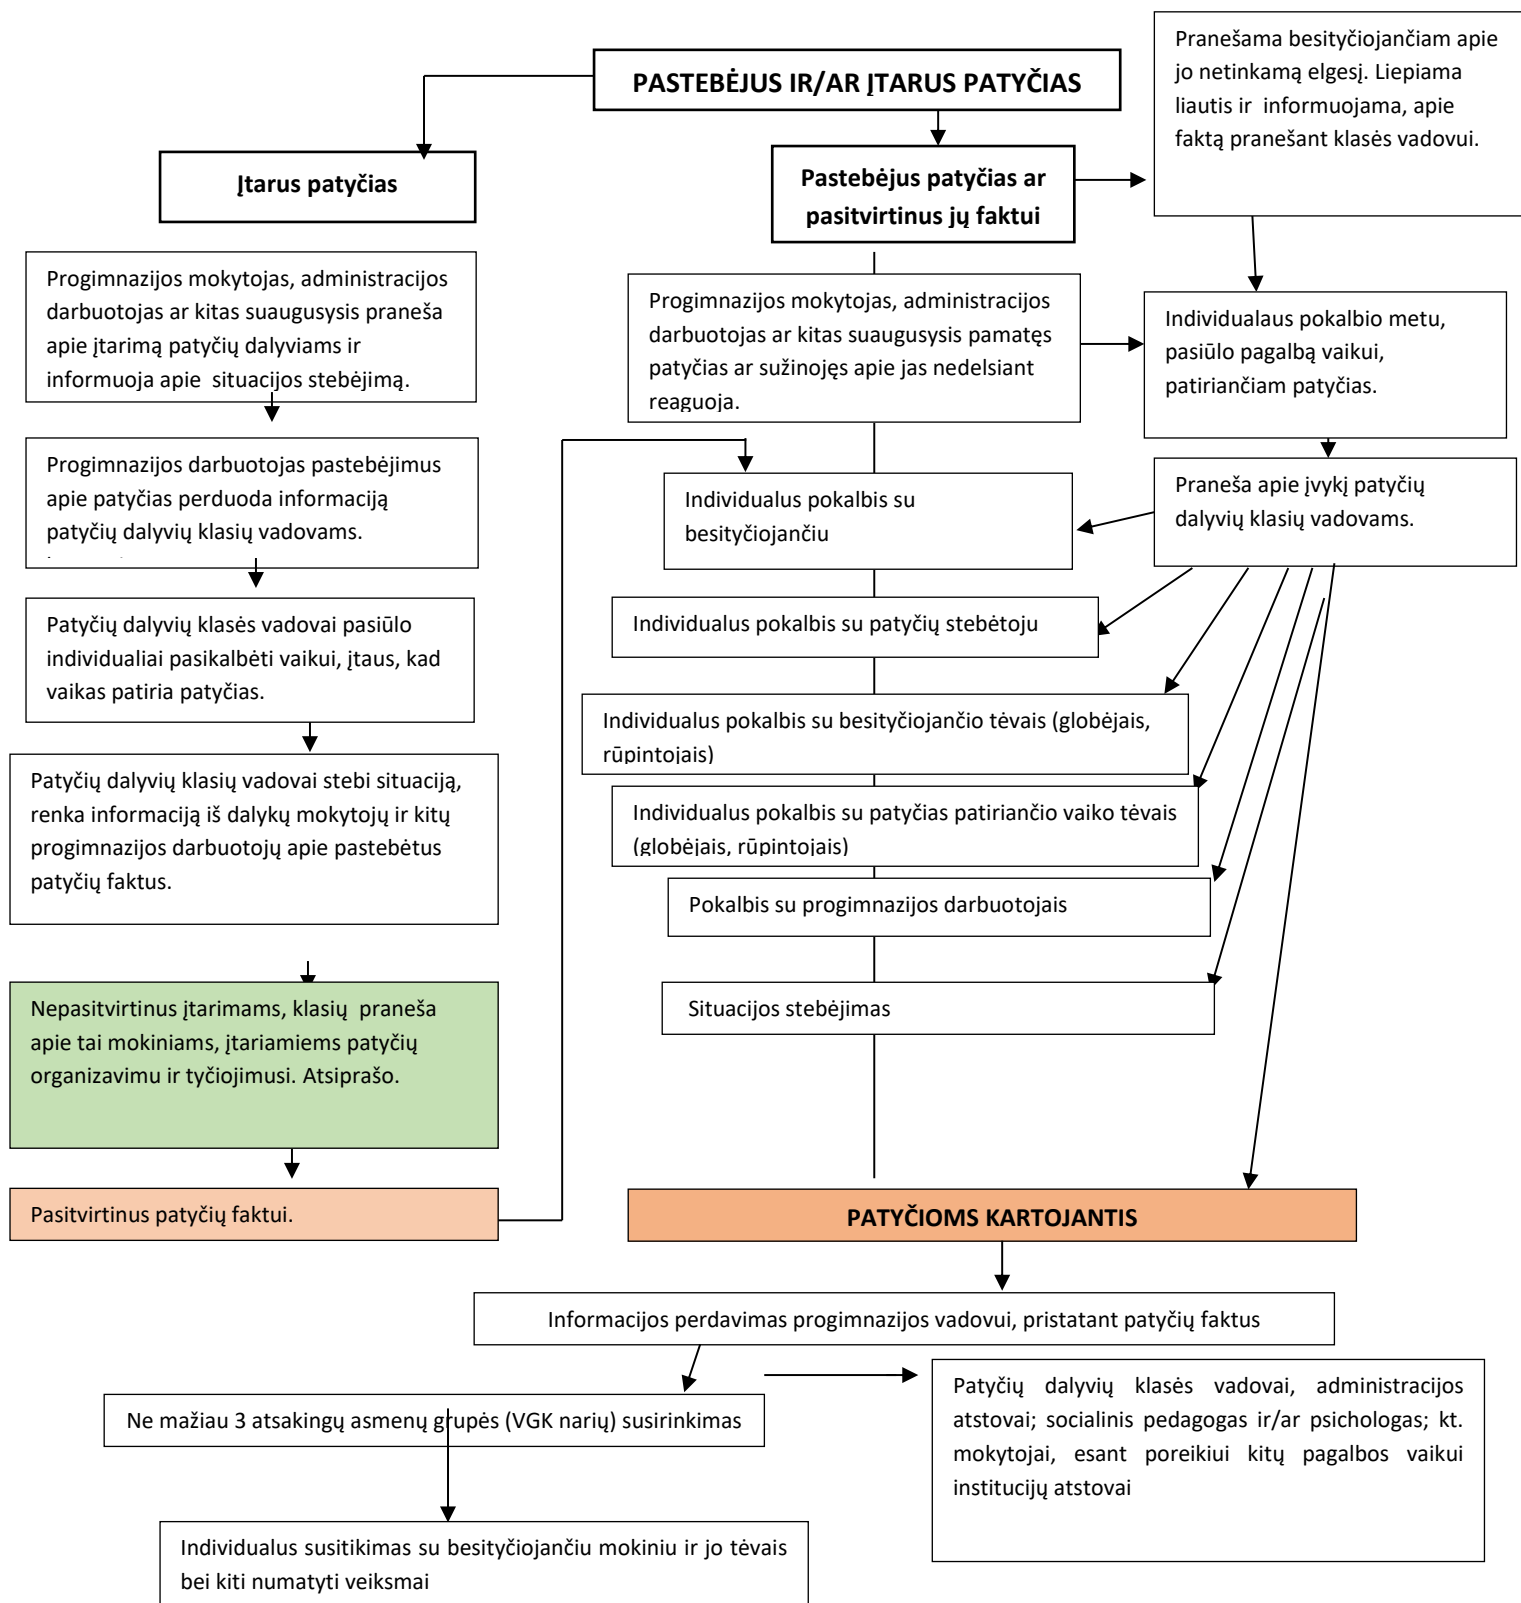 PASTEBĖJUS IR/AR ĮTARUS PATYČIAS
Pranešama besityčiojančiam apie
jo netinkamą elgesį. Liepiama
liautis ir informuojama, apie
faktą pranešant klasės vadovui.
Įtarus patyčias
Pastebėjus patyčias ar
pasitvirtinus jų faktui
Progimnazijos mokytojas, administracijos
darbuotojas ar kitas suaugusysis praneša
apie įtarimą patyčių dalyviams ir
informuoja apie situacijos stebėjimą.
Progimnazijos mokytojas, administracijos
darbuotojas ar kitas suaugusysis pamatęs
patyčias ar sužinojęs apie jas nedelsiant
reaguoja.
Individualaus pokalbio metu,
pasiūlo pagalbą vaikui,
patiriančiam patyčias.
Progimnazijos darbuotojas pastebėjimus
apie patyčias perduoda informaciją
patyčių dalyvių klasių vadovams.
Individualus pokalbis su
besityčiojančiu
Praneša apie įvykį patyčių
dalyvių klasių vadovams.
Patyčių dalyvių klasės vadovai pasiūlo
individualiai pasikalbėti vaikui, įtaus, kad
vaikas patiria patyčias.
Individualus pokalbis su patyčių stebėtoju
Individualus pokalbis su besityčiojančio tėvais (globėjais,
rūpintojais)
Patyčių dalyvių klasių vadovai stebi situaciją,
renka informaciją iš dalykų mokytojų ir kitų
progimnazijos darbuotojų apie pastebėtus
patyčių faktus.
Individualus pokalbis su patyčias patiriančio vaiko tėvais
(globėjais, rūpintojais)
Pokalbis su progimnazijos darbuotojais
Nepasitvirtinus įtarimams, klasių praneša
apie tai mokiniams, įtariamiems patyčių
organizavimu ir tyčiojimusi. Atsiprašo.
Situacijos stebėjimas
Pasitvirtinus patyčių faktui.
PATYČIOMS KARTOJANTIS
Informacijos perdavimas progimnazijos vadovui, pristatant patyčių faktus
Ne mažiau 3 atsakingų asmenų grupės (VGK narių) susirinkimas
Patyčių dalyvių klasės vadovai, administracijos
atstovai; socialinis pedagogas ir/ar psichologas; kt.
mokytojai, esant poreikiui kitų pagalbos vaikui
institucijų atstovai
Individualus susitikimas su besityčiojančiu mokiniu ir jo tėvais
bei kiti numatyti veiksmai